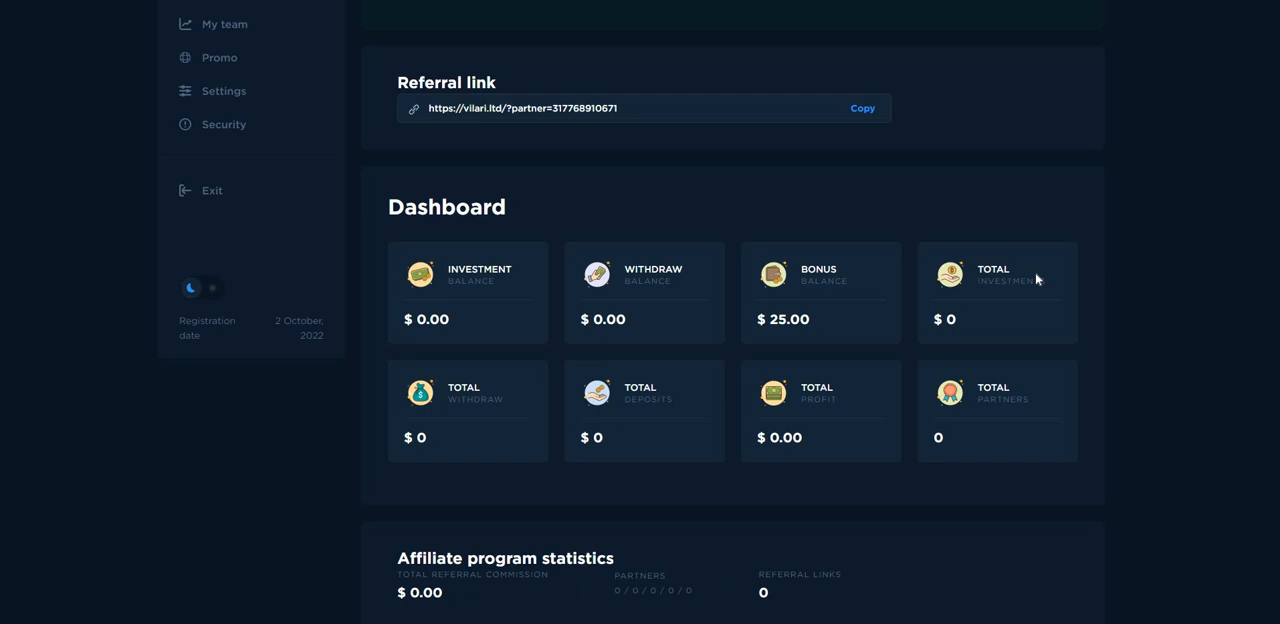 My team
Promo
Settings
Security
Exit
Registration date
2 October, 2022
Referral link
https://vilari.ltd/?partner=317768910671
Copy
Dashboard
INVESTMENT
BALANCE
$ 0.00
WITHDRAW
BALANCE
$ 0.00
BONUS
BALANCE
$ 25.00
TOTAL
INVESTMENT
$ 0
TOTAL
WITHDRAW
$ 0
TOTAL
DEPOSITS
$ 0
TOTAL
PROFIT
$ 0.00
TOTAL
PARTNERS
0
Affiliate program statistics
TOTAL REFERRAL COMMISSION
$ 0.00
PARTNERS
0 / 0 / 0 / 0 / 0
REFERRAL LINKS
0